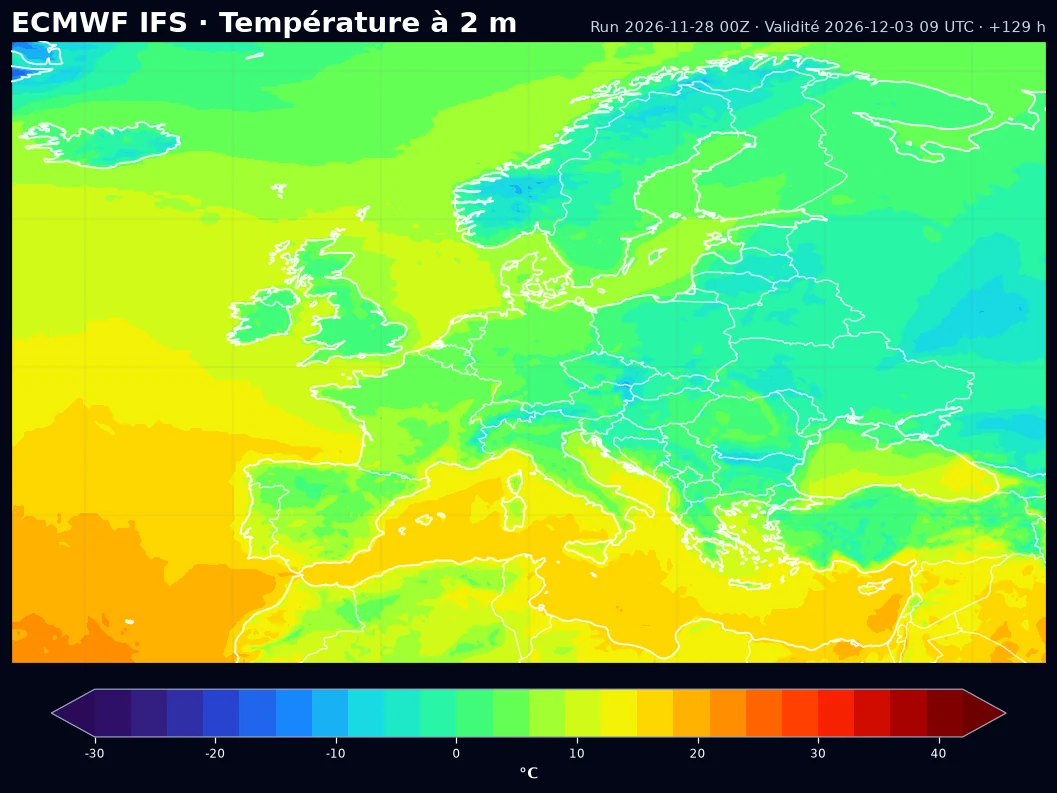 ECMWF IFS · Température à 2 m
Run 2026-11-28 00Z · Validité 2026-12-03 09 UTC · +129 h
-30 -20 -10 0 10 20 30 40
°C